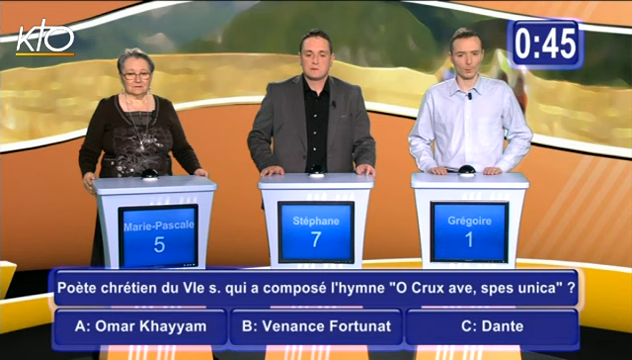 KTO
0:45
Marie-Pascale
5
Stéphane
7
Grégoire
1
Poète chrétien du VIe s. qui a composé l'hymne "O Crux ave, spes unica" ?
A: Omar Khayyam
B: Venance Fortunat
C: Dante